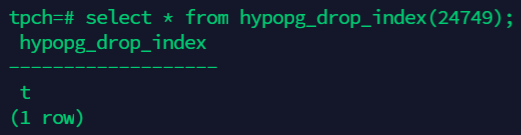 tpch=# select * from hypopg_drop_index(24749);
 hypopg_drop_index
-------------------
 t
(1 row)